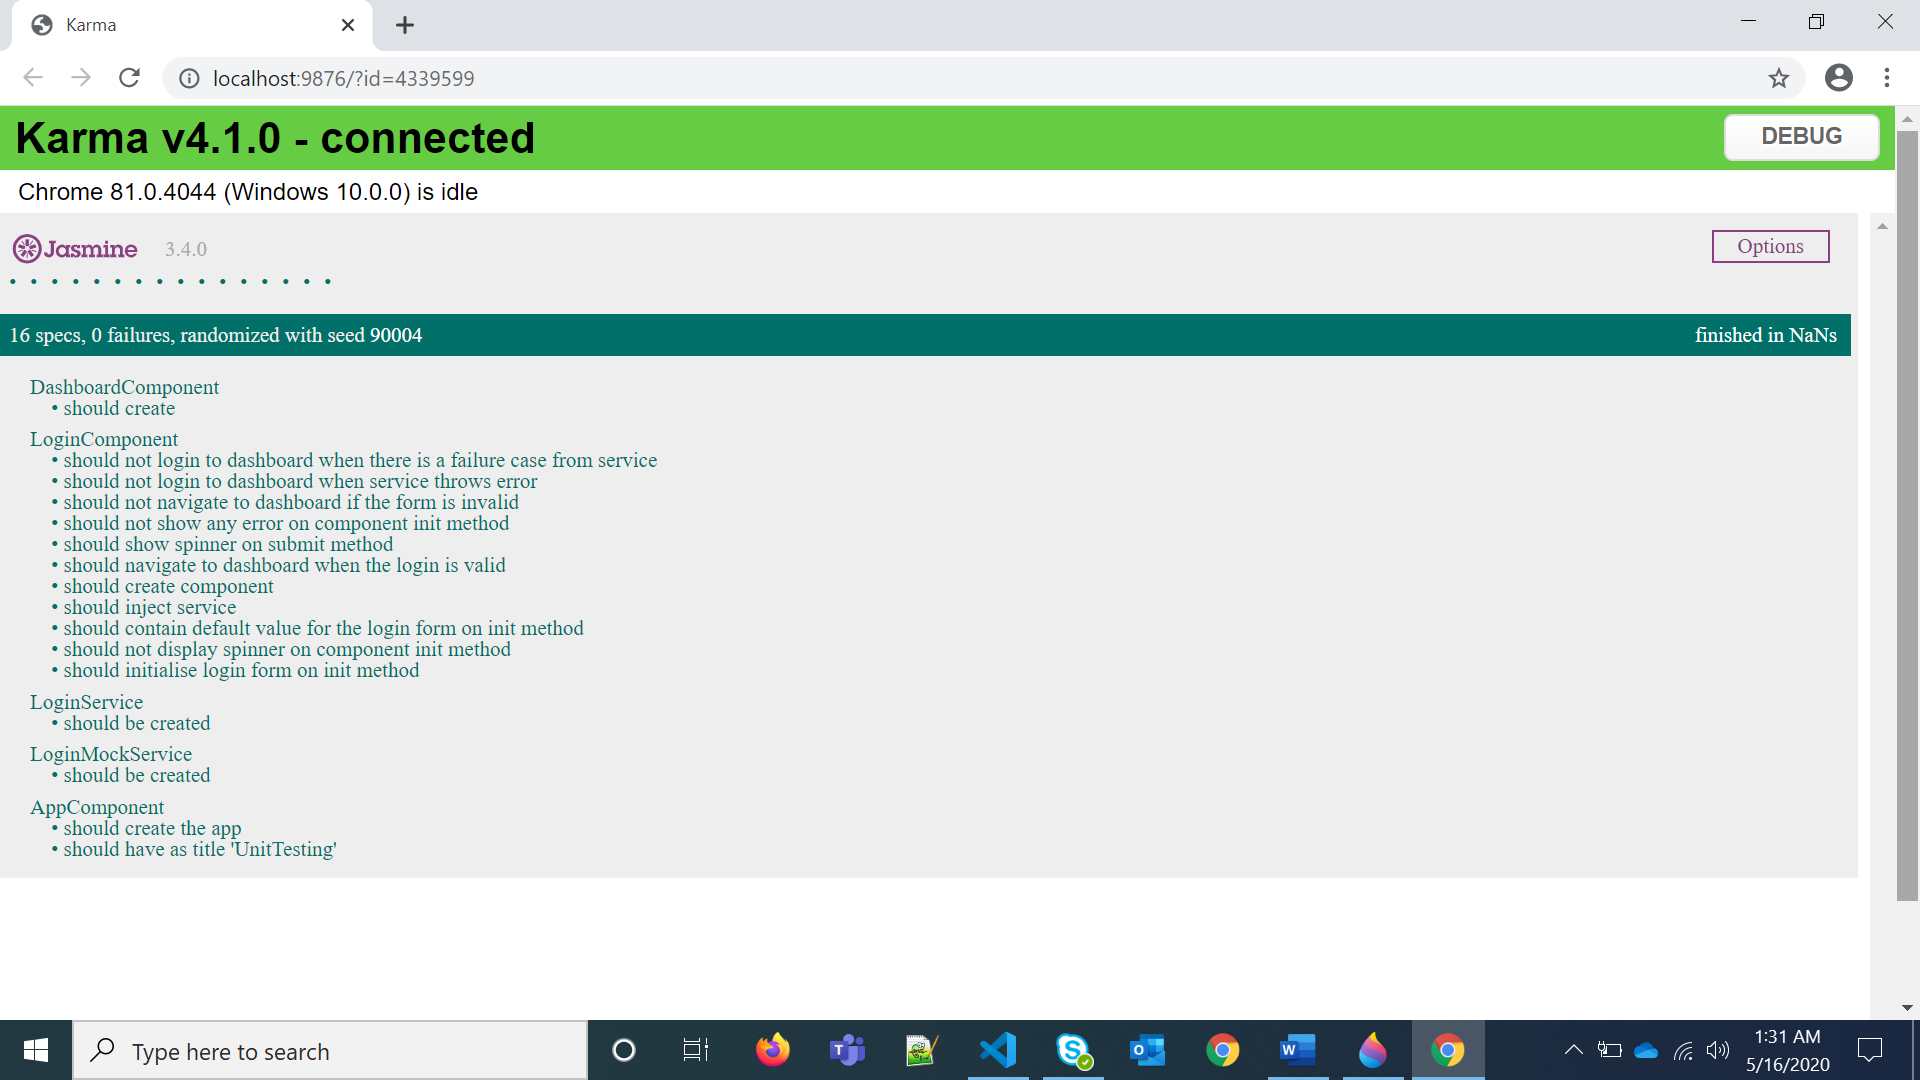 Karma
localhost:9876/?id=4339599
Karma v4.1.0 - connected
DEBUG
Chrome 81.0.4044 (Windows 10.0.0) is idle
Jasmine 3.4.0
Options
16 specs, 0 failures, randomized with seed 90004
finished in NaNs
DashboardComponent
• should create
LoginComponent
• should not login to dashboard when there is a failure case from service
• should not login to dashboard when service throws error
• should not navigate to dashboard if the form is invalid
• should not show any error on component init method
• should show spinner on submit method
• should navigate to dashboard when the login is valid
• should create component
• should inject service
• should contain default value for the login form on init method
• should not display spinner on component init method
• should initialise login form on init method
LoginService
• should be created
LoginMockService
• should be created
AppComponent
• should create the app
• should have as title 'UnitTesting'
Type here to search
1:31 AM
5/16/2020